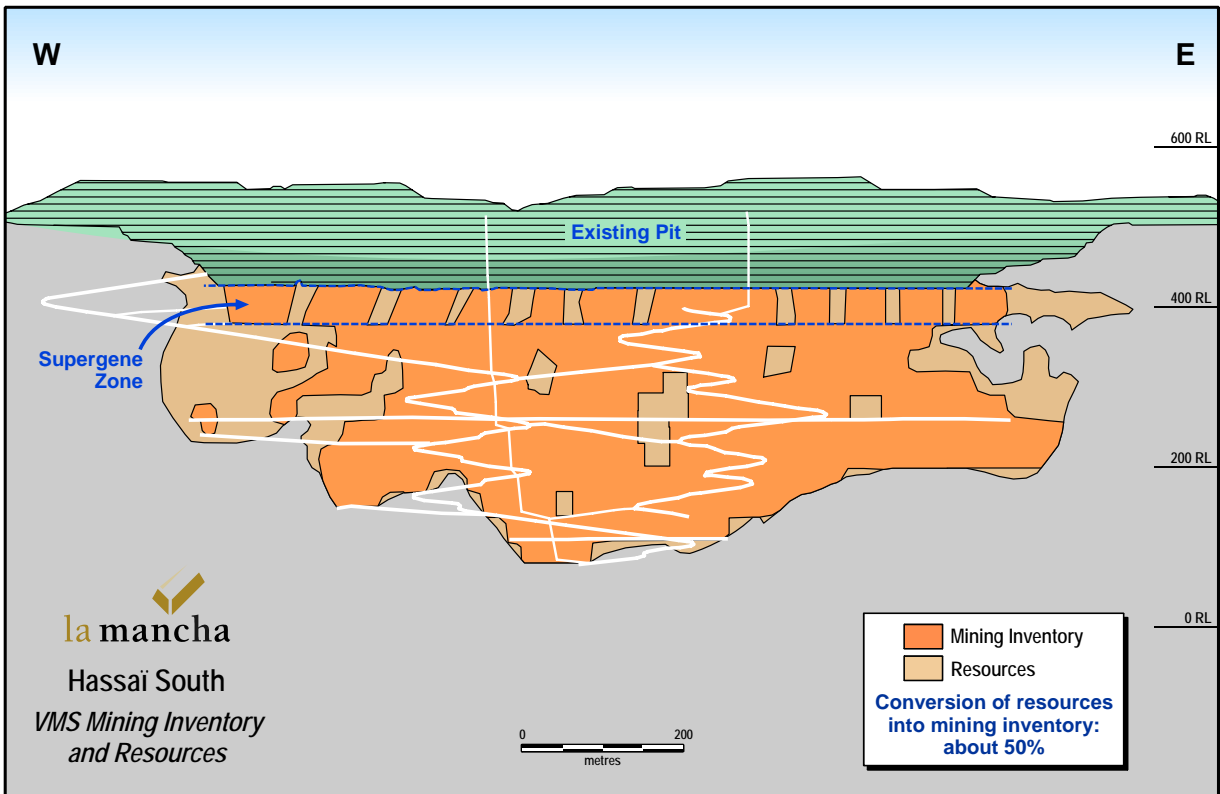 W
E
600 RL
Existing Pit
400 RL
Supergene
Zone
200 RL
0 RL
la mancha
Hassaï South
VMS Mining Inventory
and Resources
0
200
metres
Mining Inventory
Resources
Conversion of resources
into mining inventory:
about 50%